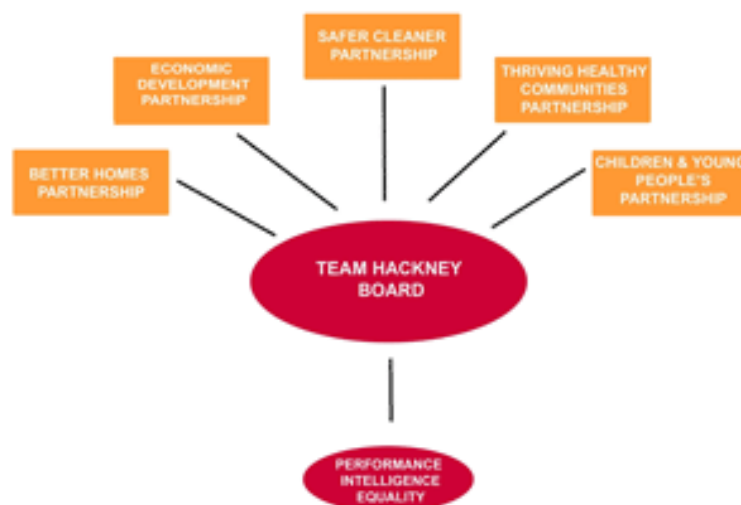 SAFER CLEANER
PARTNERSHIP
ECONOMIC
DEVELOPMENT
PARTNERSHIP
THRIVING HEALTHY
COMMUNITIES
PARTNERSHIP
BETTER HOMES
PARTNERSHIP
CHILDREN & YOUNG
PEOPLE'S
PARTNERSHIP
TEAM HACKNEY
BOARD
PERFORMANCE
INTELLIGENCE
EQUALITY